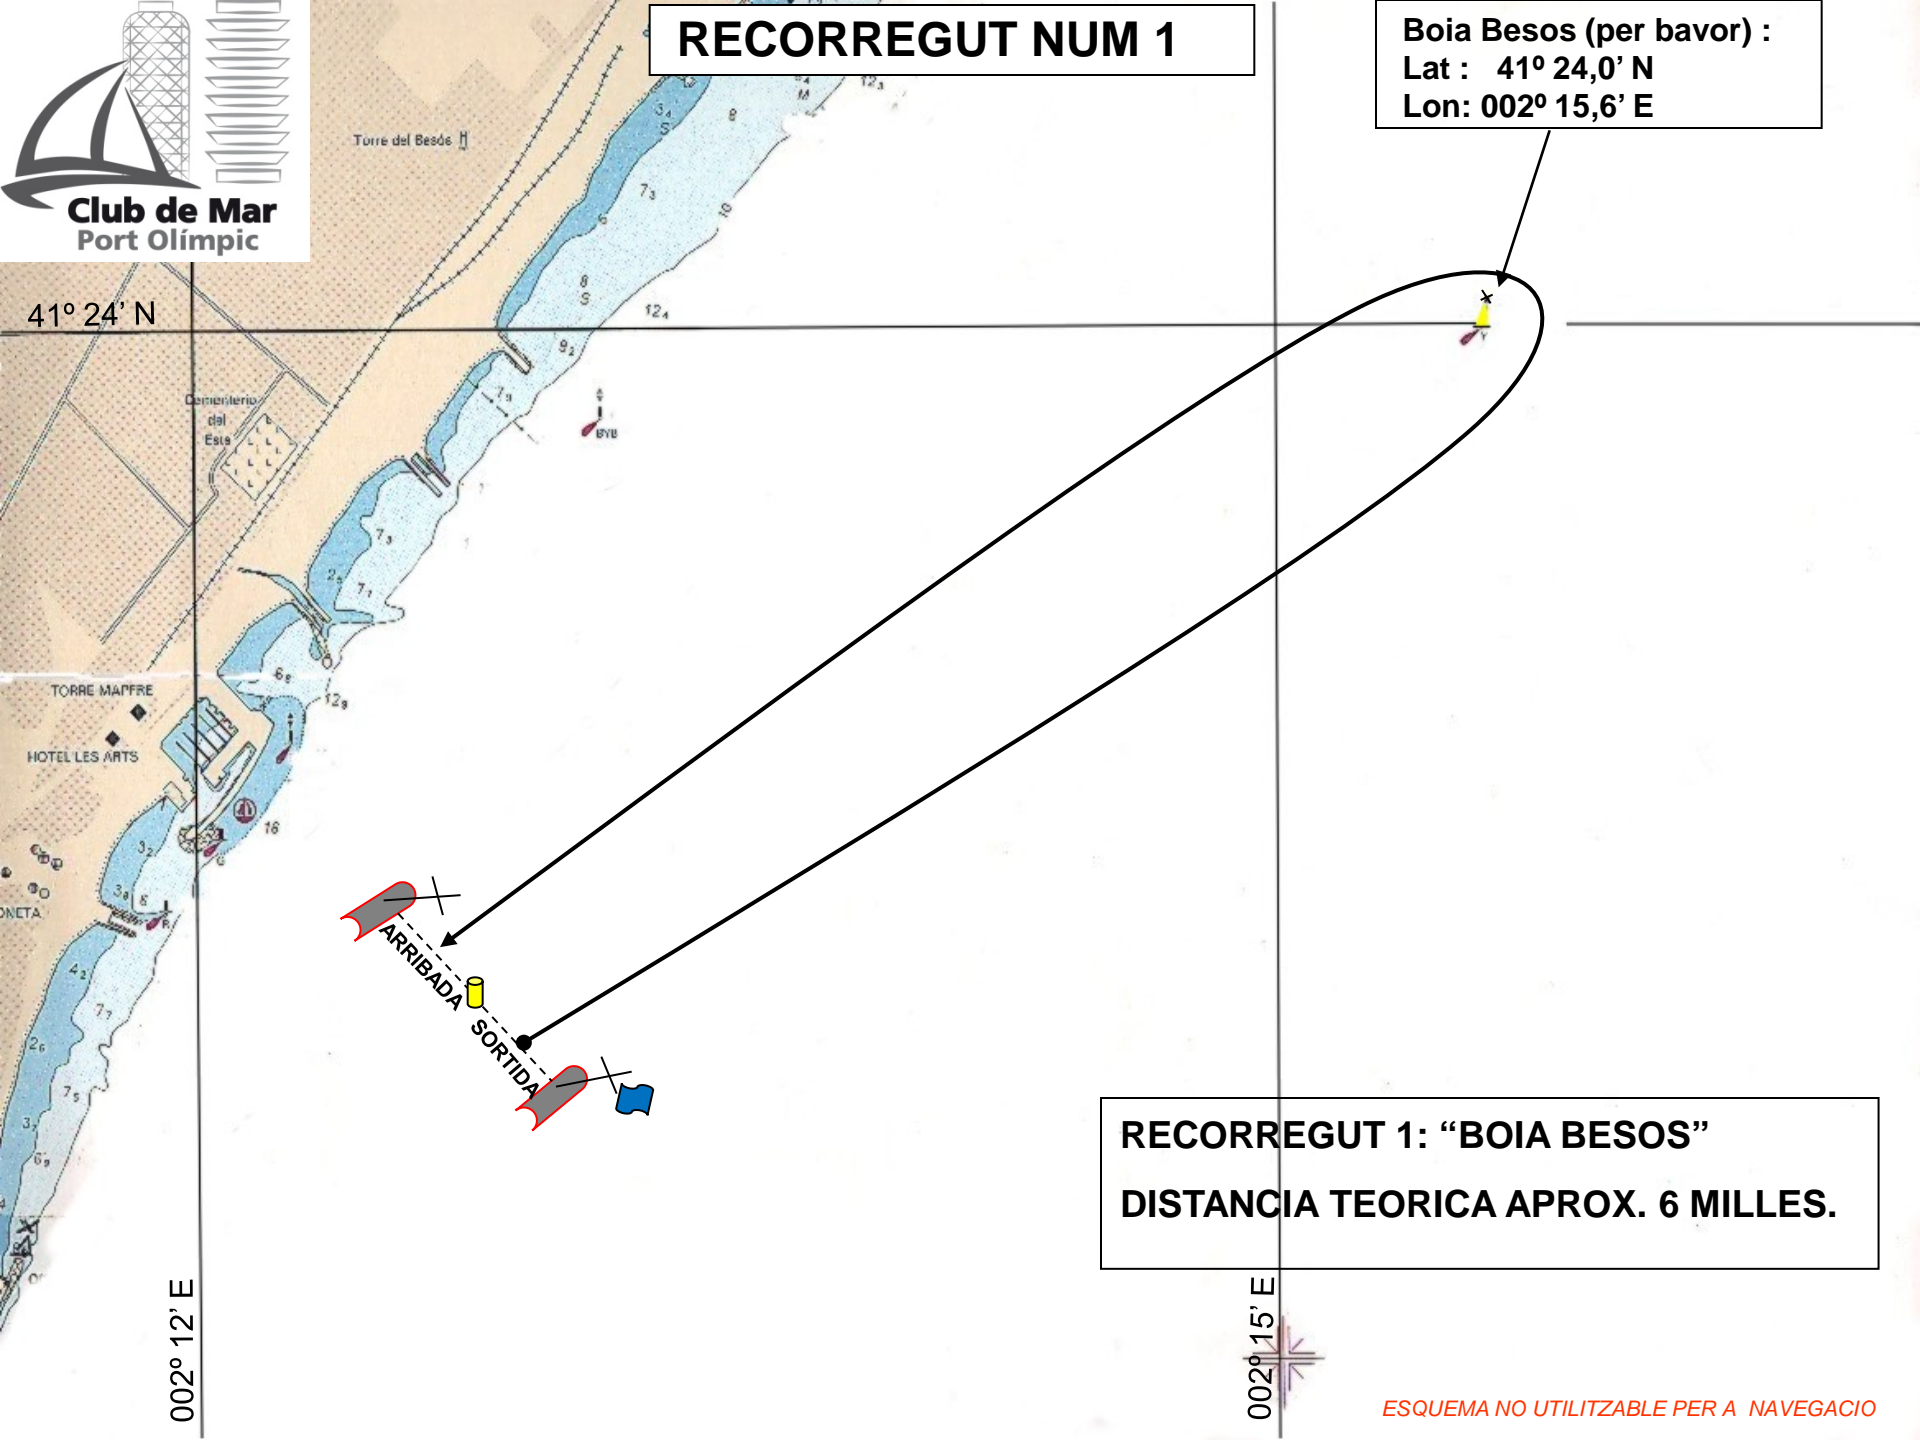 RECORREGUT NUM 1
Boia Besos (per bavor) :
Lat : 41º 24,0’ N
Lon: 002º 15,6’ E
Club de Mar
Port Olímpic
Torre del Besós
41º 24’ N
Cementerio
del
Este
BYB
Y
TORRE MAPFRE
HOTEL LES ARTS
ARRIBADA
SORTIDA
RECORREGUT 1: “BOIA BESOS”
DISTANCIA TEORICA APROX. 6 MILLES.
002º 12’ E
002º 15’ E
ESQUEMA NO UTILITZABLE PER A NAVEGACIO